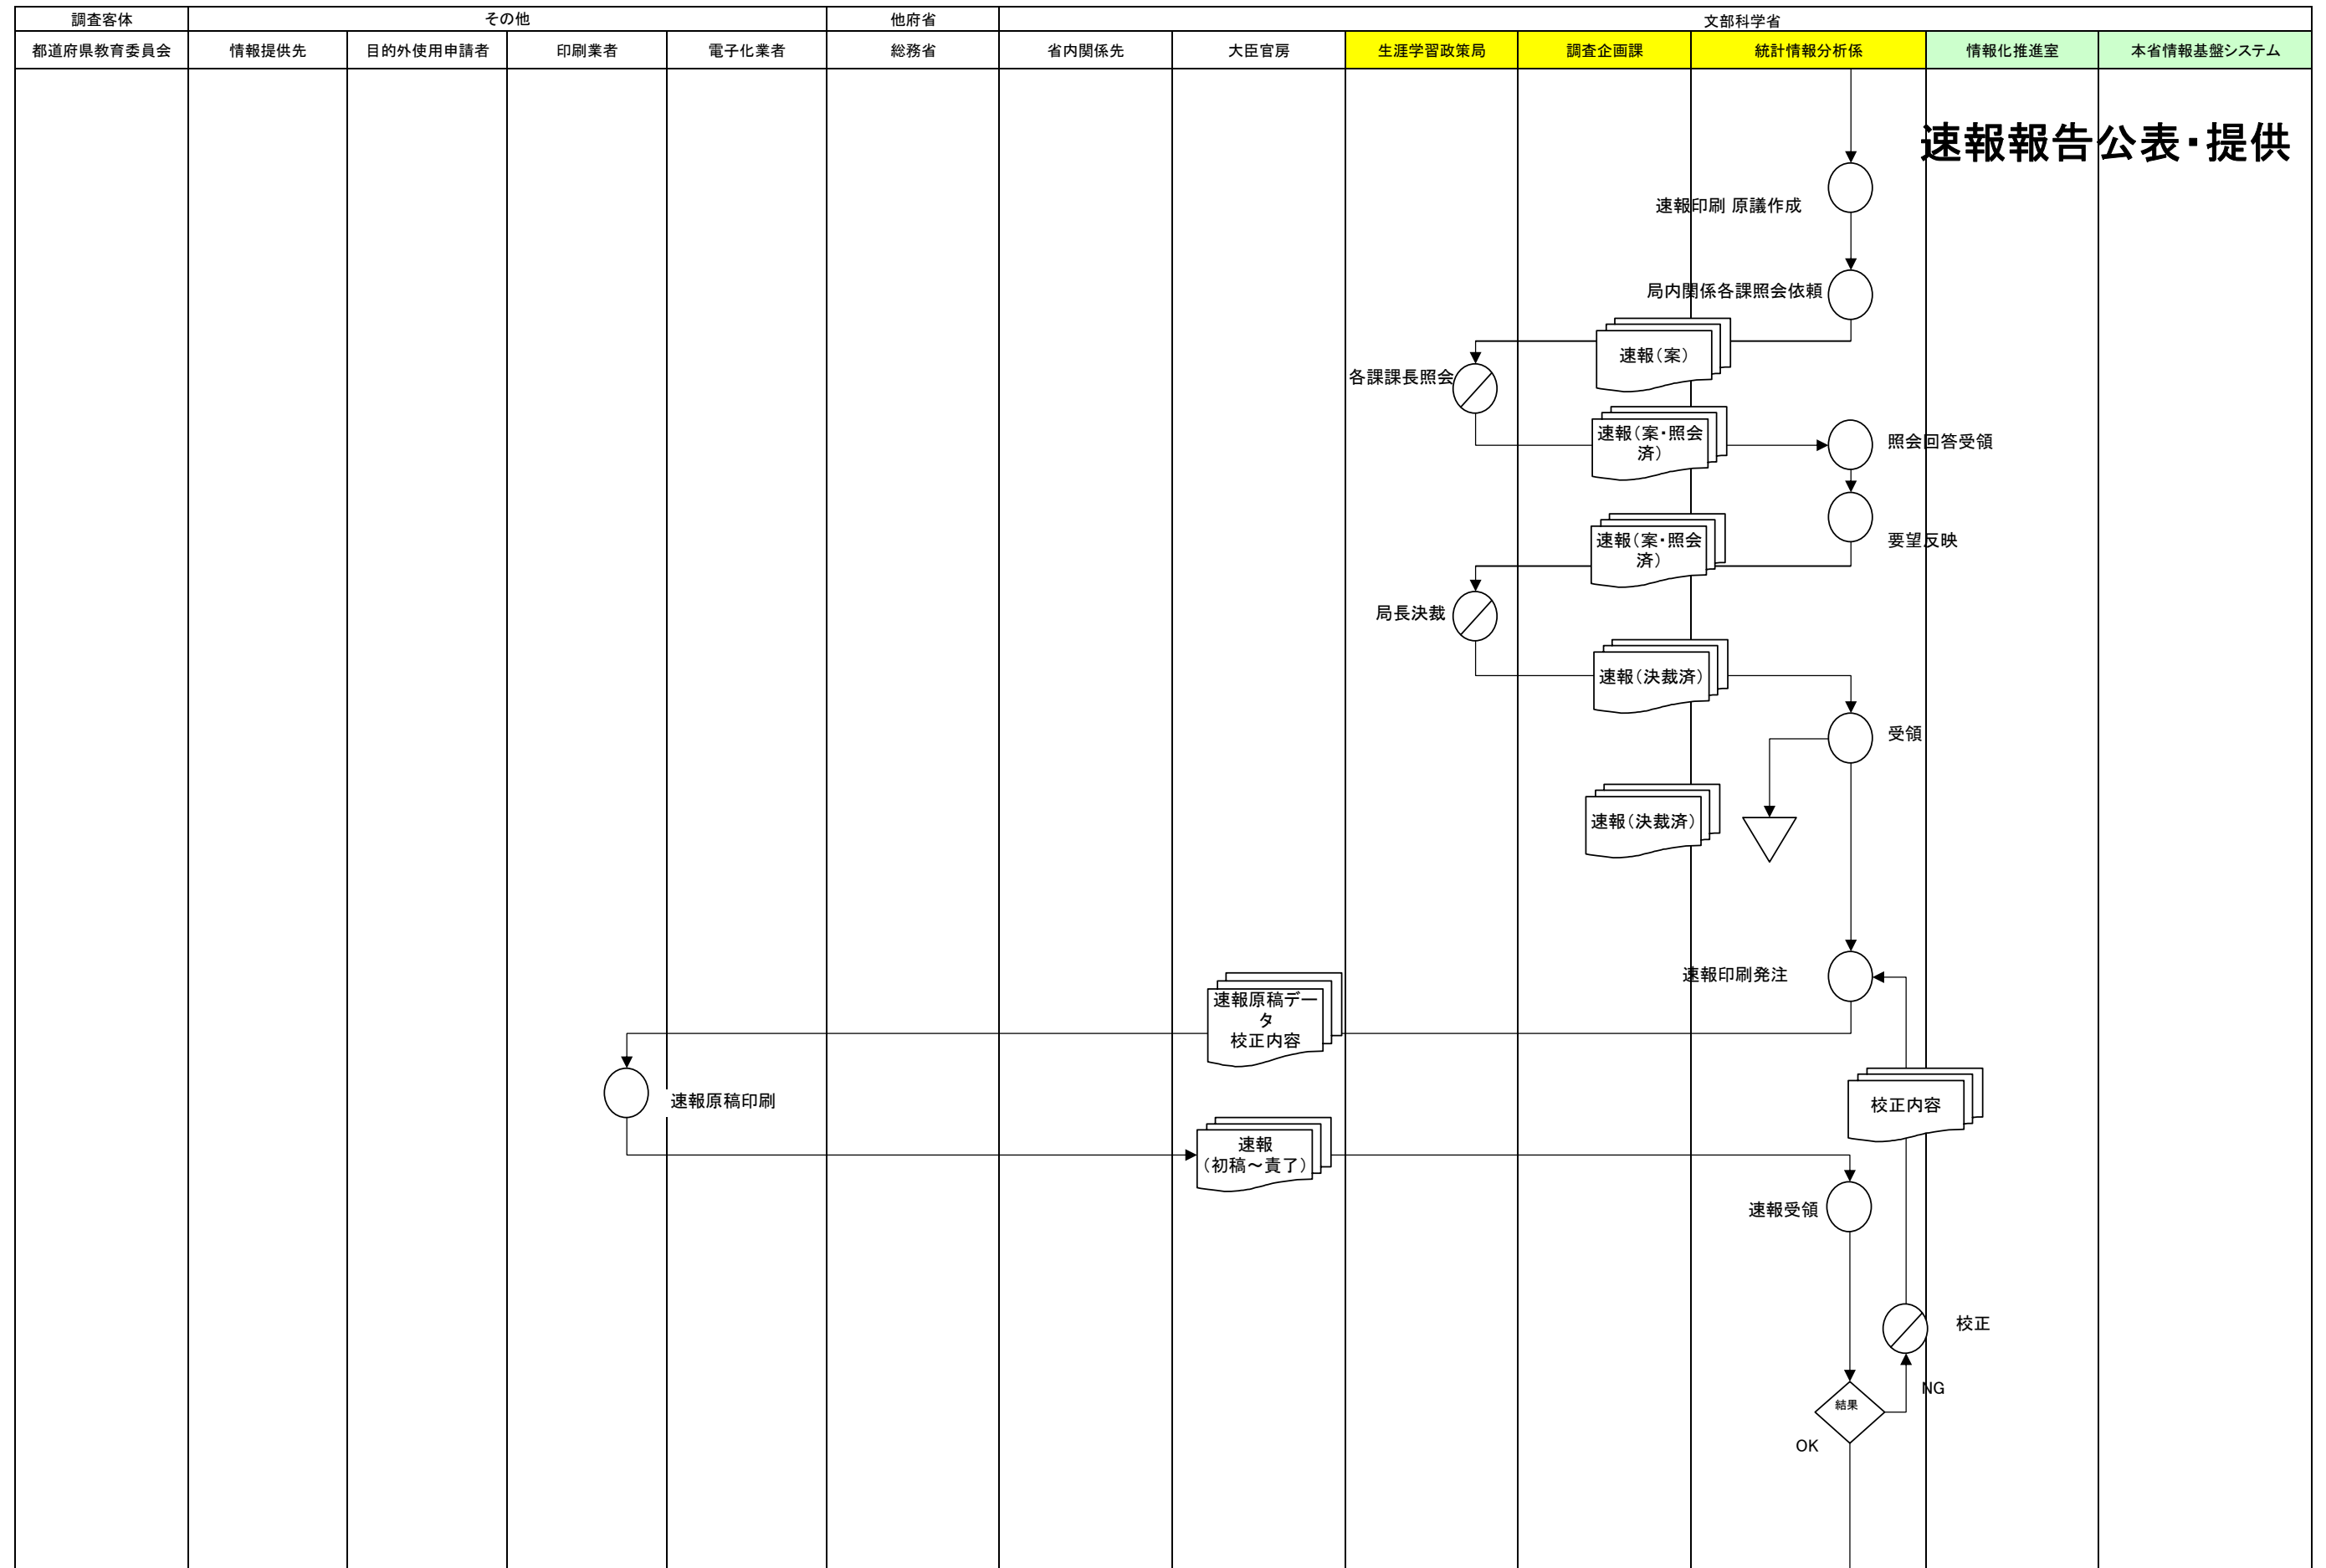 調査客体
その他
他府省
文部科学省
都道府県教育委員会
情報提供先
目的外使用申請者
印刷業者
電子化業者
総務省
省内関係先
大臣官房
生涯学習政策局
調査企画課
統計情報分析係
情報化推進室
本省情報基盤システム
速報報告公表・提供
速報印刷 原議作成
局内関係各課照会依頼
速報（案）
各課課長照会
速報（案・照会
済）
照会回答受領
速報（案・照会
済）
要望反映
局長決裁
速報（決裁済）
受領
速報（決裁済）
速報印刷発注
速報原稿デー
タ
校正内容
速報原稿印刷
校正内容
速報
（初稿～責了）
速報受領
校正
NG
結果
OK